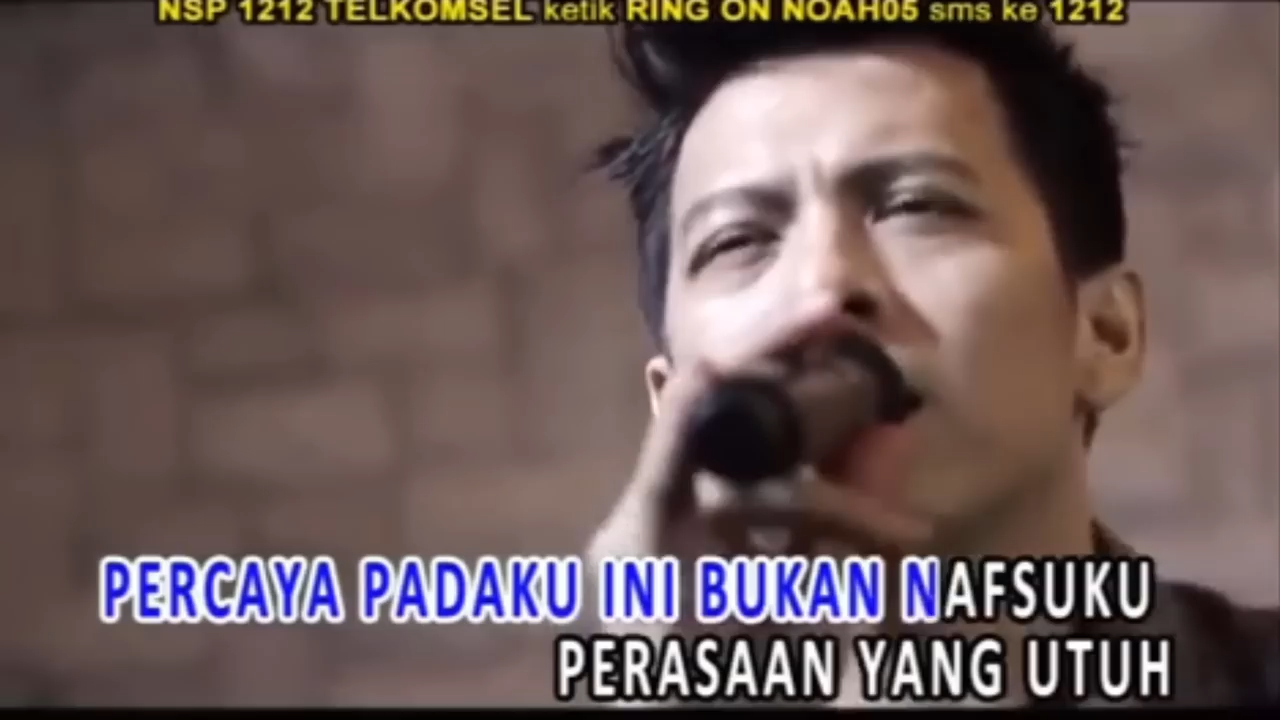 NSP 1212 TELKOMSEL ketik RING ON NOAH05 sms ke 1212
PERCAYA PADAKU INI BUKAN NAFSUKU
PERASAAN YANG UTUH